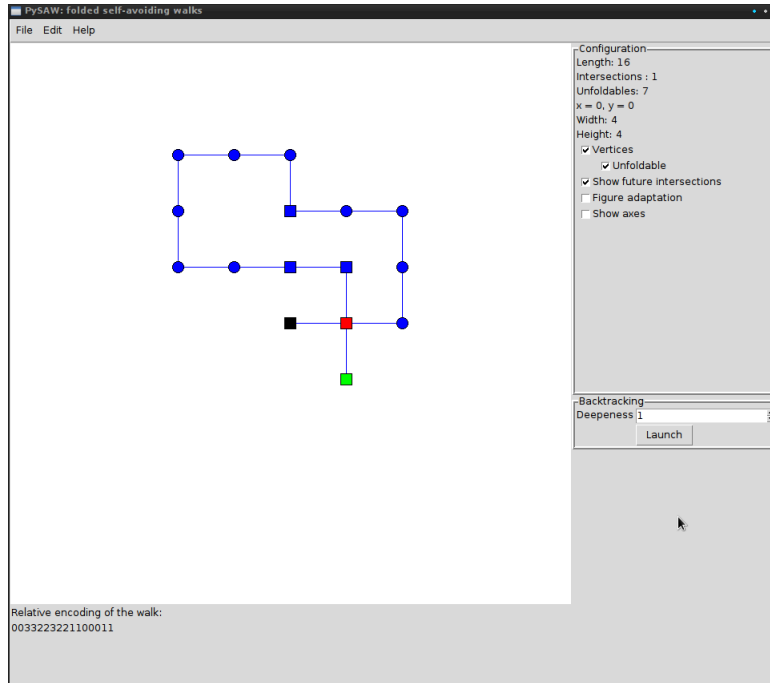 PySAW: folded self-avoiding walks
File Edit Help
Configuration
Length: 16
Intersections : 1
Unfoldables: 7
x = 0, y = 0
Width: 4
Height: 4
Vertices
Unfoldable
Show future intersections
Figure adaptation
Show axes
Backtracking
Deepeness 1
Launch
Relative encoding of the walk:
0033223221100011